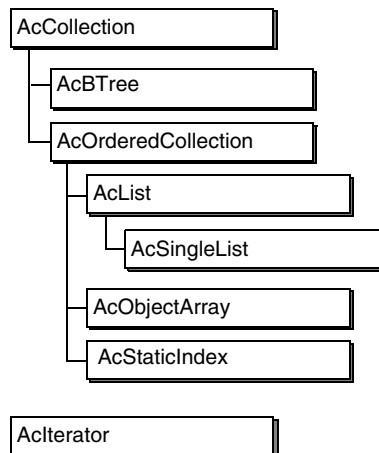 AcCollection
AcBTree
AcOrderedCollection
AcList
AcSingleList
AcObjectArray
AcStaticIndex
AcIterator